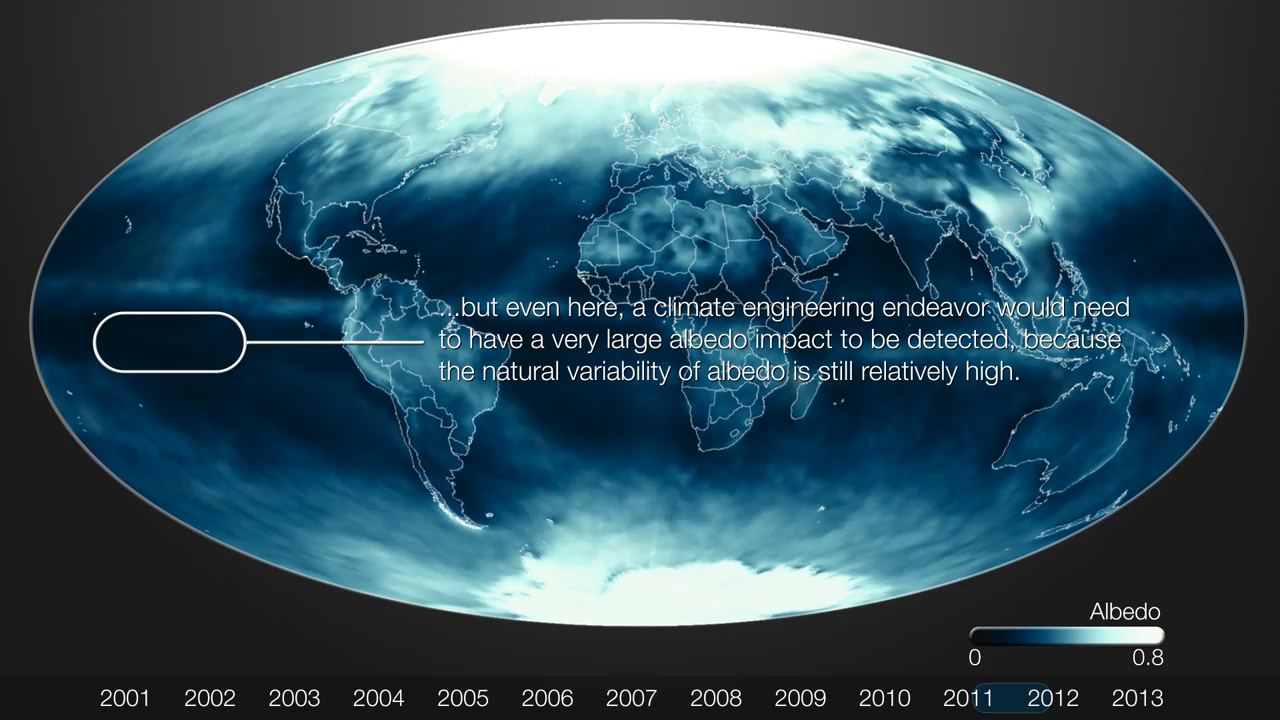 ...but even here, a climate engineering endeavor would need
to have a very large albedo impact to be detected, because
the natural variability of albedo is still relatively high.
Albedo
0 0.8
2001 2002 2003 2004 2005 2006 2007 2008 2009 2010 2011 2012 2013